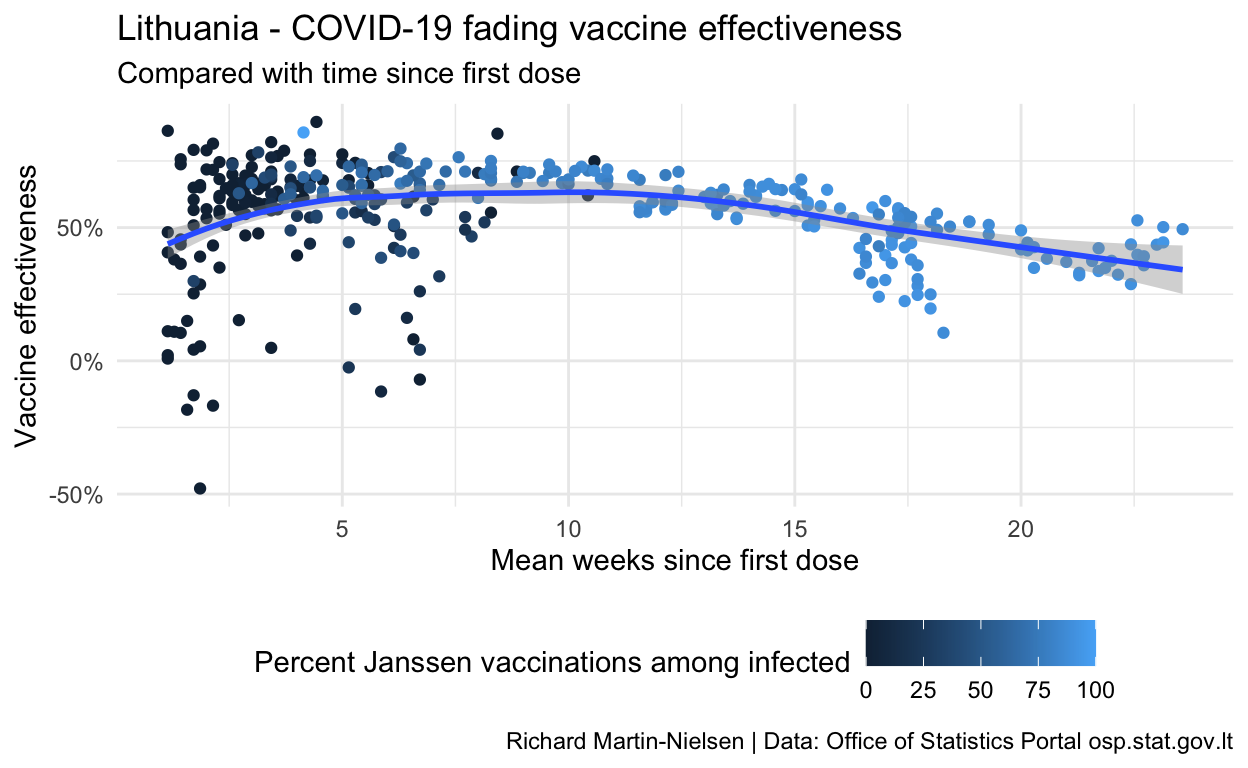 Lithuania - COVID-19 fading vaccine effectiveness
Compared with time since first dose
Vaccine effectiveness
50%
0%
-50%
5 10 15 20
Mean weeks since first dose
Percent Janssen vaccinations among infected
0 25 50 75 100
Richard Martin-Nielsen | Data: Office of Statistics Portal osp.stat.gov.lt